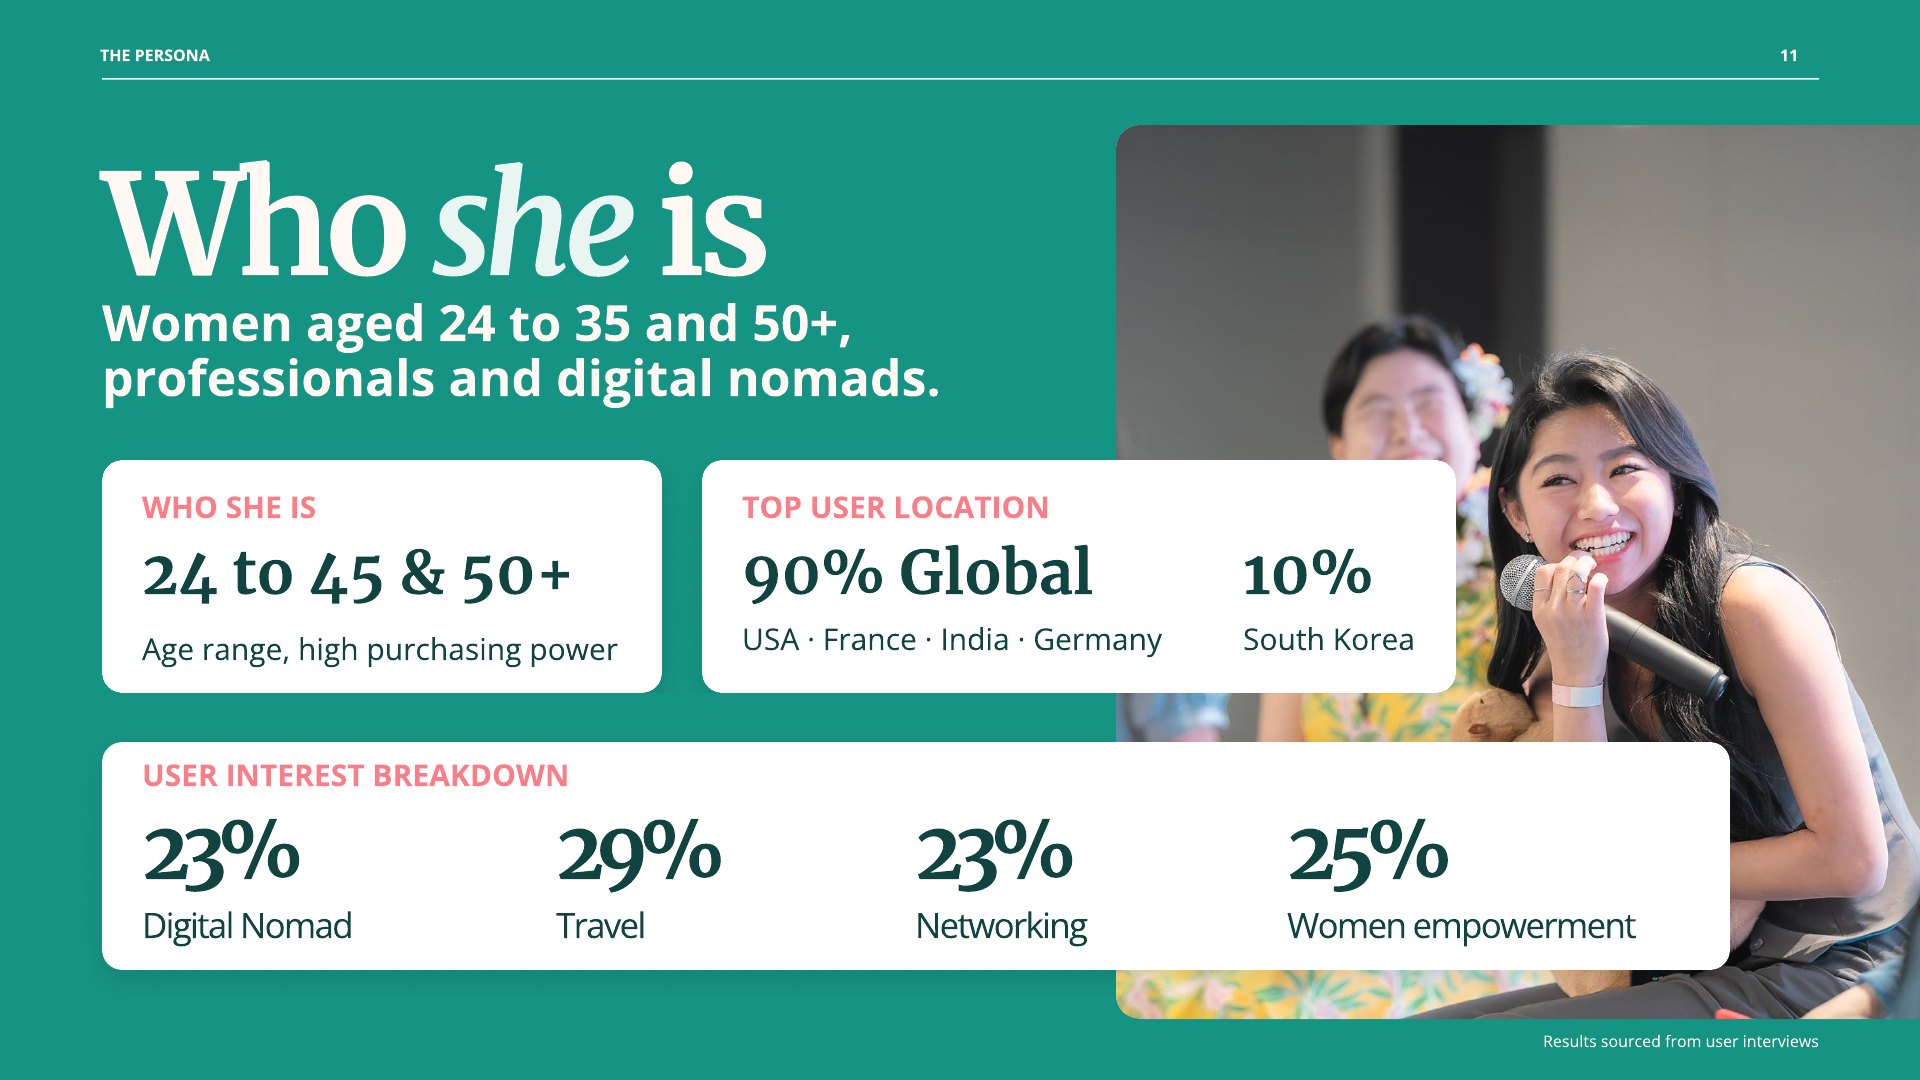 THE PERSONA
11
Who she is
Women aged 24 to 35 and 50+,
professionals and digital nomads.
WHO SHE IS
24 to 45 & 50+
Age range, high purchasing power
TOP USER LOCATION
90% Global
USA · France · India · Germany
10%
South Korea
USER INTEREST BREAKDOWN
23%
Digital Nomad
29%
Travel
23%
Networking
25%
Women empowerment
Results sourced from user interviews